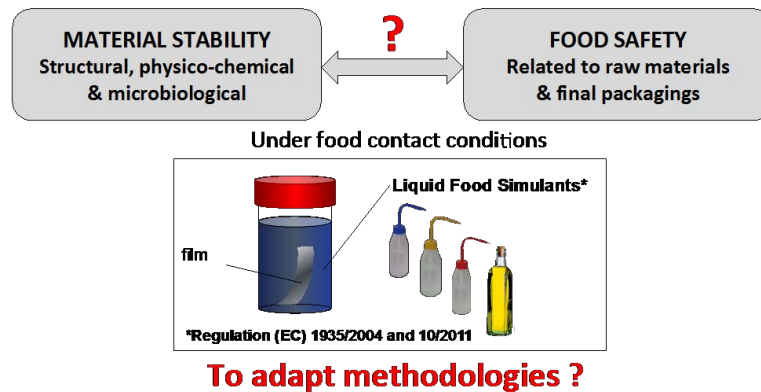 MATERIAL STABILITY
Structural, physico-chemical
& microbiological
?
FOOD SAFETY
Related to raw materials
& final packagings
Under food contact conditions
Liquid Food Simulants*
film
*Regulation (EC) 1935/2004 and 10/2011
To adapt methodologies ?